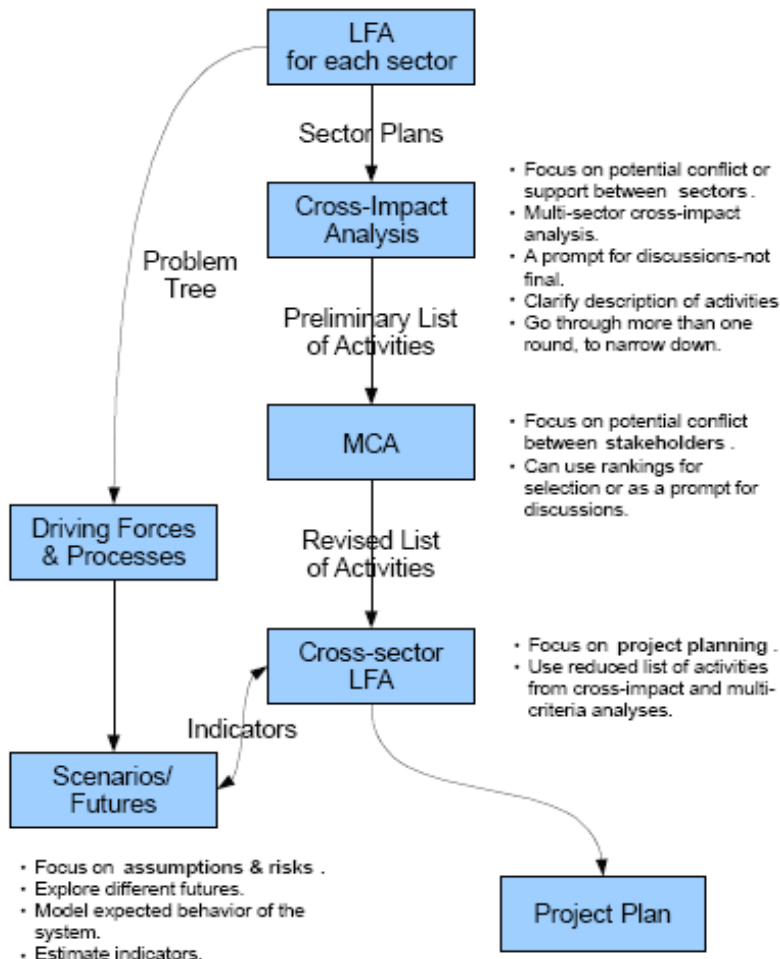 LFA
for each sector
Sector Plans
Cross-Impact
Analysis
• Focus on potential conflict or
support between sectors .
• Multi-sector cross-impact
analysis.
• A prompt for discussions-not
final.
• Clarify description of activities
• Go through more than one
round, to narrow down.
Problem
Tree
Preliminary List
of Activities
MCA
• Focus on potential conflict
between stakeholders .
• Can use rankings for
selection or as a prompt for
discussions.
Driving Forces
& Processes
Revised List
of Activities
Cross-sector
LFA
• Focus on project planning .
• Use reduced list of activities
from cross-impact and multi-
criteria analyses.
Indicators
Scenarios/
Futures
• Focus on assumptions & risks .
• Explore different futures.
• Model expected behavior of the
system.
• Estimate indicators.
Project Plan